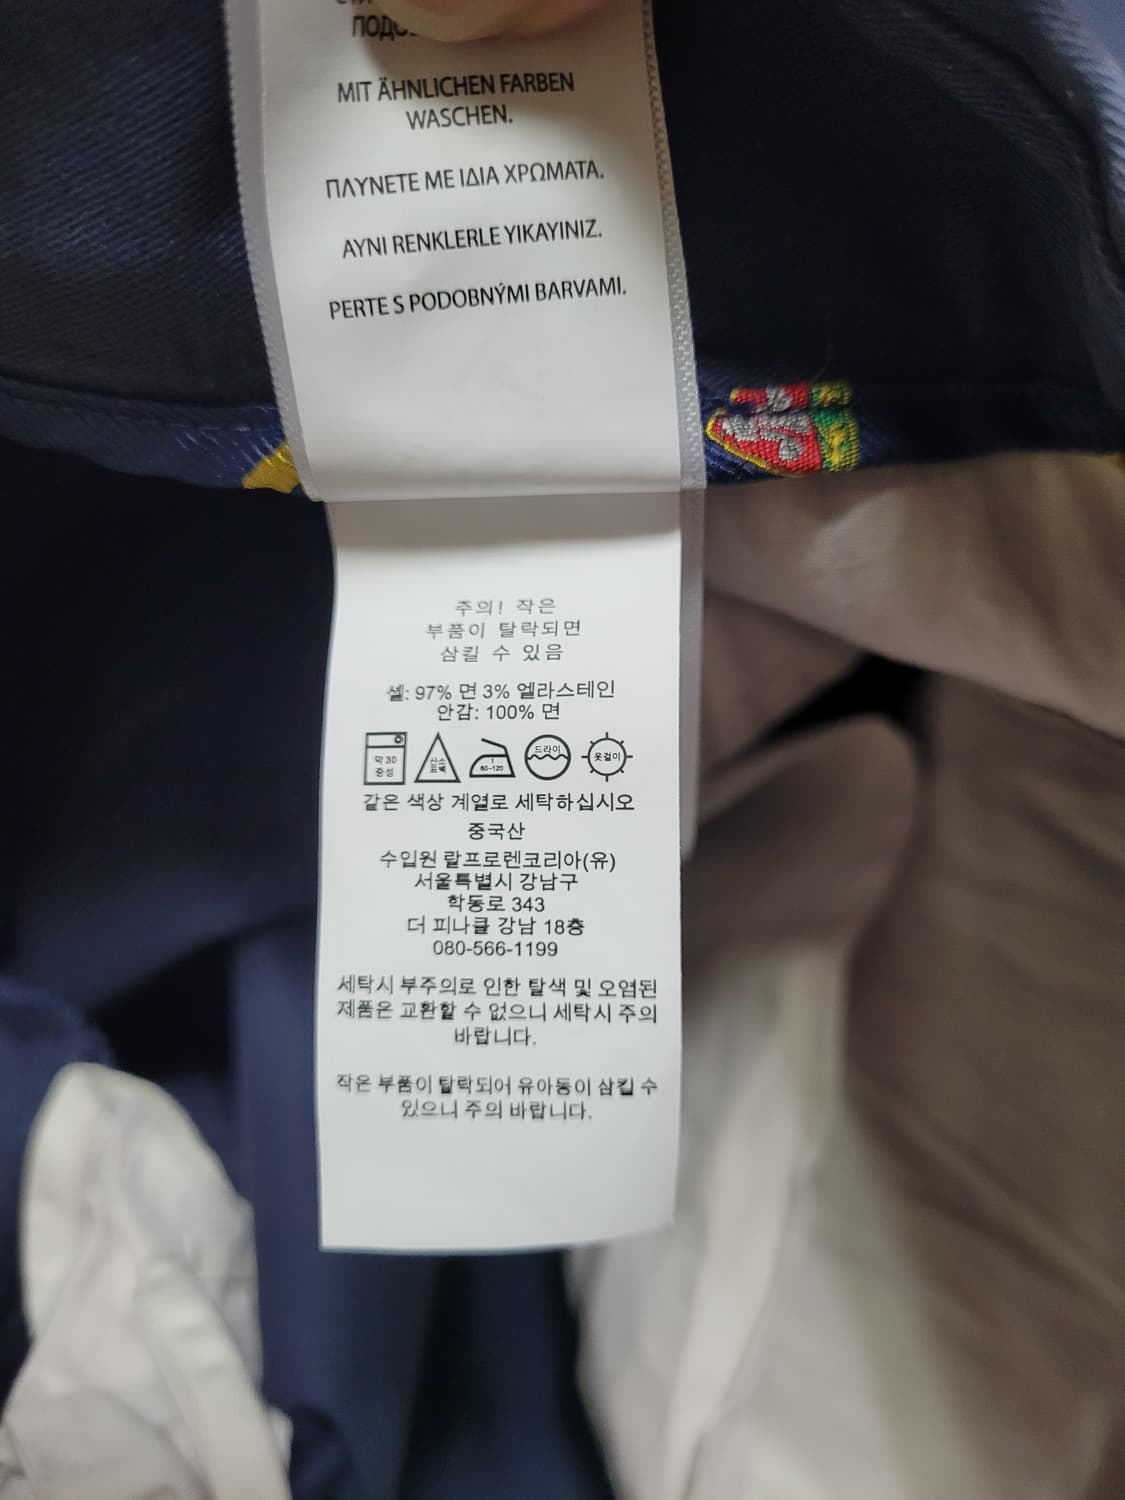 MIT ÄHNLICHEN FARBEN
WASCHEN.
ΠΛΥΝΕΤΕ ΜΕ ΙΔΙΑ ΧΡΩΜΑΤΑ.
AYNI RENKLERLE YIKAYINIZ.
PERTE S PODOBNÝMI BARVAMI.
주의! 작은
부품이 탈락되면
삼킬 수 있음
셸: 97% 면 3% 엘라스테인
안감: 100% 면
약 30
중성
산소
표백
1
80-120
드라이
옷걸이
같은 색상 계열로 세탁하십시오
중국산
수입원 랄프로렌코리아(유)
서울특별시 강남구
학동로 343
더 피나클 강남 18층
080-566-1199
세탁시 부주의로 인한 탈색 및 오염된
제품은 교환할 수 없으니 세탁시 주의
바랍니다.
작은 부품이 탈락되어 유아동이 삼킬 수
있으니 주의 바랍니다.